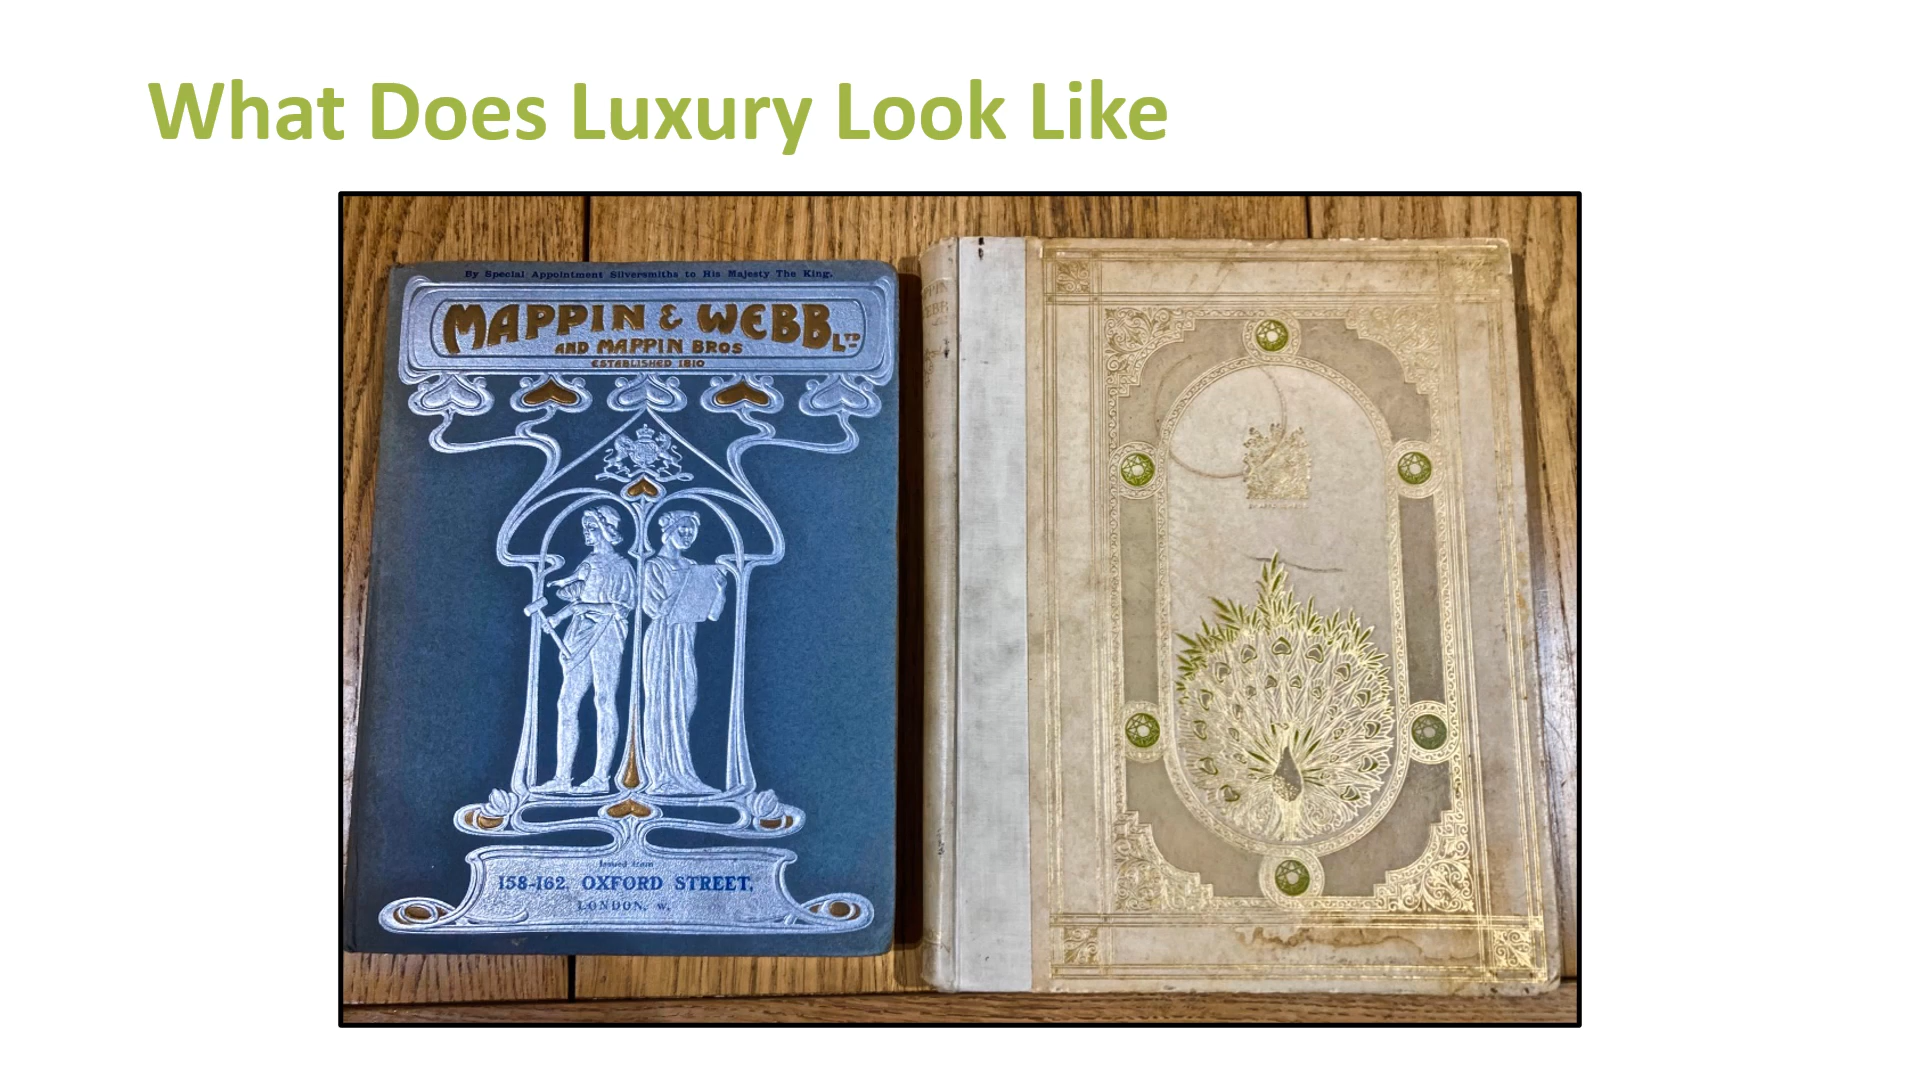 What Does Luxury Look Like
By Special Appointment Silversmiths to His Majesty The King.
MAPPIN & WEBB LTD
AND MAPPIN BROS
ESTABLISHED 1810
Issued from
158-162, OXFORD STREET,
LONDON, W.